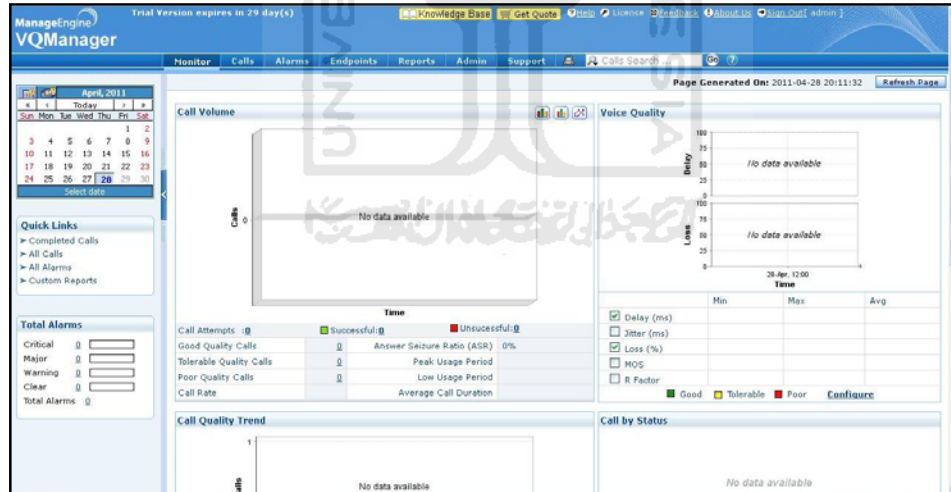 ManageEngine
VQManager
Trial Version expires in 29 day(s)
Knowledge Base Get Quote Help License Feedback About Us Sign Out[ admin ]
Monitor Calls Alarms Endpoints Reports Admin Support Calls Search ... Go
Page Generated On: 2011-04-28 20:11:32 Refresh Page
April, 2011
Today
Sun Mon Tue Wed Thu Fri Sat
1 2
3 4 5 6 7 8 9
10 11 12 13 14 15 16
17 18 19 20 21 22 23
24 25 26 27 28 29 30
Select date
Quick Links
Completed Calls
All Calls
All Alarms
Custom Reports
Total Alarms
Critical 0
Major 0
Warning 0
Clear 0
Total Alarms 0
Call Volume
Calls
0
No data available
Time
Call Attempts :0 Successful:0 Unsucessful:0
Good Quality Calls 0 Answer Seizure Ratio (ASR) 0%
Tolerable Quality Calls 0 Peak Usage Period
Poor Quality Calls 0 Low Usage Period
Call Rate Average Call Duration
Voice Quality
Delay
100
75
50
25
0
No data available
Loss
100
75
50
25
0
No data available
28-Apr, 12:00
Time
Min Max Avg
Delay (ms)
Jitter (ms)
Loss (%)
MOS
R Factor
Good Tolerable Poor Configure
Call Quality Trend
1
No data available
Call by Status
No data available